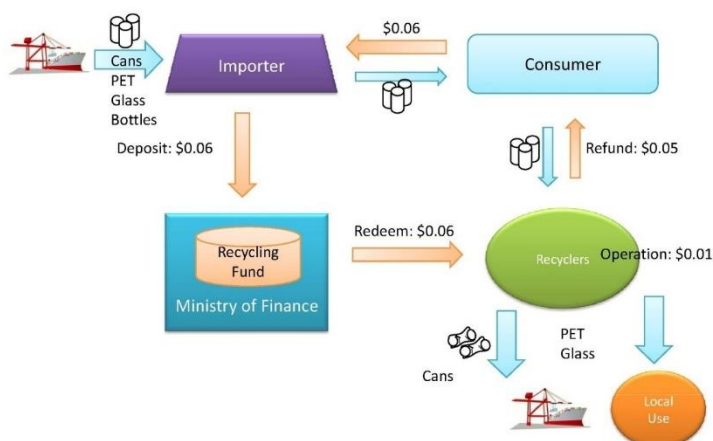 $0.06
Cans
PET
Glass
Bottles
Importer
Consumer
Deposit: $0.06
Refund: $0.05
Recycling
Fund
Ministry of Finance
Redeem: $0.06
Recyclers
Operation: $0.01
Cans
PET
Glass
Local
Use